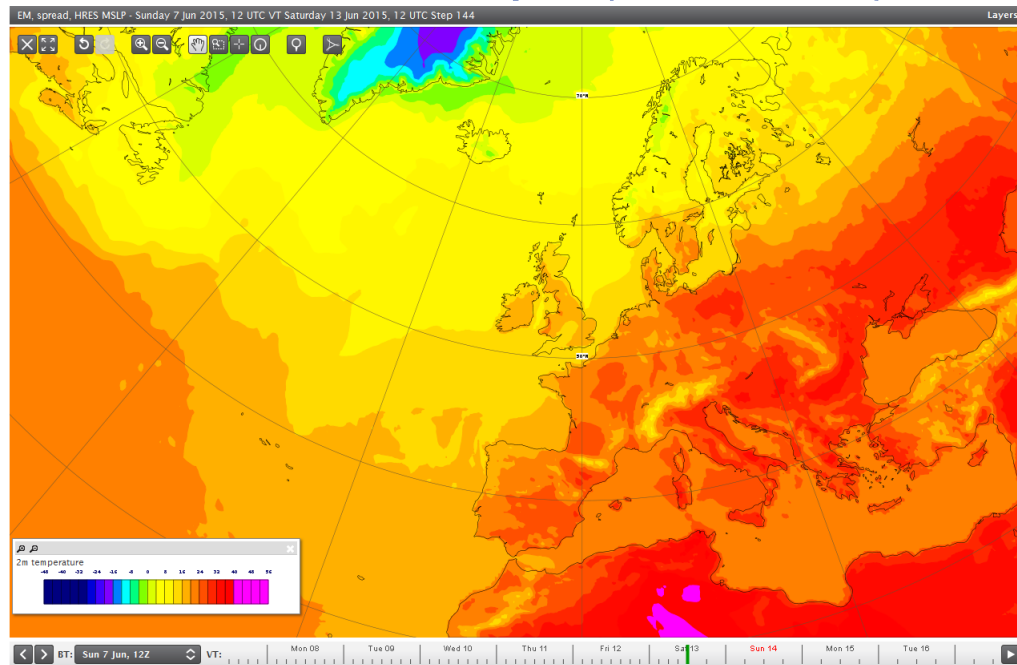 EM, spread, HRES MSLP - Sunday 7 Jun 2015, 12 UTC VT Saturday 13 Jun 2015, 12 UTC Step 144
Layers
70°N
50°N
2m temperature
-48 -40 -32 -24 -16 -8 0 8 16 24 32 40 48 56
BT: Sun 7 Jun, 12Z VT: Mon 08 Tue 09 Wed 10 Thu 11 Fri 12 Sat 13 Sun 14 Mon 15 Tue 16